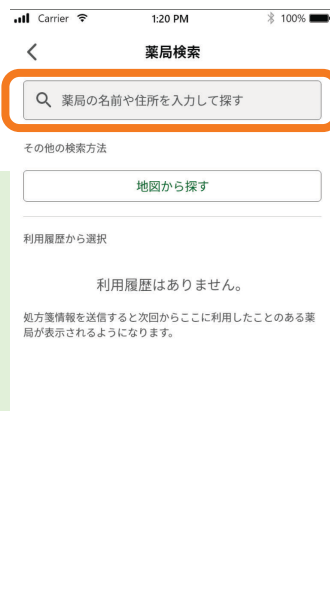 Carrier 1:20 PM 100%
薬局検索
薬局の名前や住所を入力して探す
その他の検索方法
地図から探す
利用履歴から選択
利用履歴はありません。
処方箋情報を送信すると次回からここに利用したことのある薬
局が表示されるようになります。